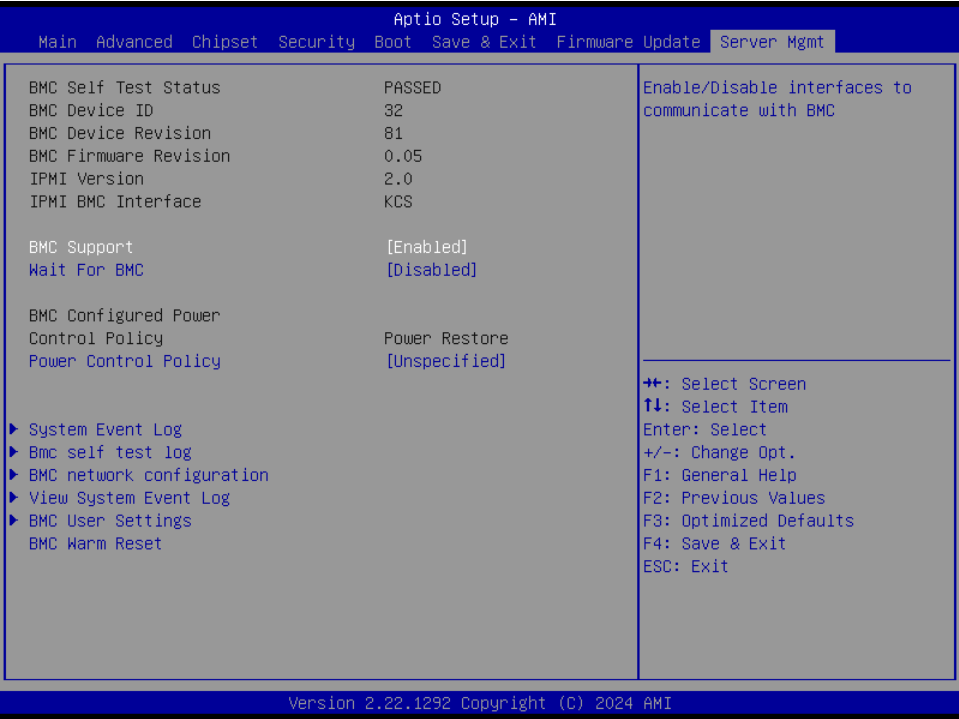 Aptio Setup – AMI
Main Advanced Chipset Security Boot Save & Exit Firmware Update Server Mgmt
BMC Self Test Status PASSED
BMC Device ID 32
BMC Device Revision 81
BMC Firmware Revision 0.05
IPMI Version 2.0
IPMI BMC Interface KCS
BMC Support [Enabled]
Wait For BMC [Disabled]
BMC Configured Power
Control Policy Power Restore
Power Control Policy [Unspecified]
System Event Log
Bmc self test log
BMC network configuration
View System Event Log
BMC User Settings
BMC Warm Reset
Enable/Disable interfaces to
communicate with BMC
→←: Select Screen
↑↓: Select Item
Enter: Select
+/-: Change Opt.
F1: General Help
F2: Previous Values
F3: Optimized Defaults
F4: Save & Exit
ESC: Exit
Version 2.22.1292 Copyright (C) 2024 AMI